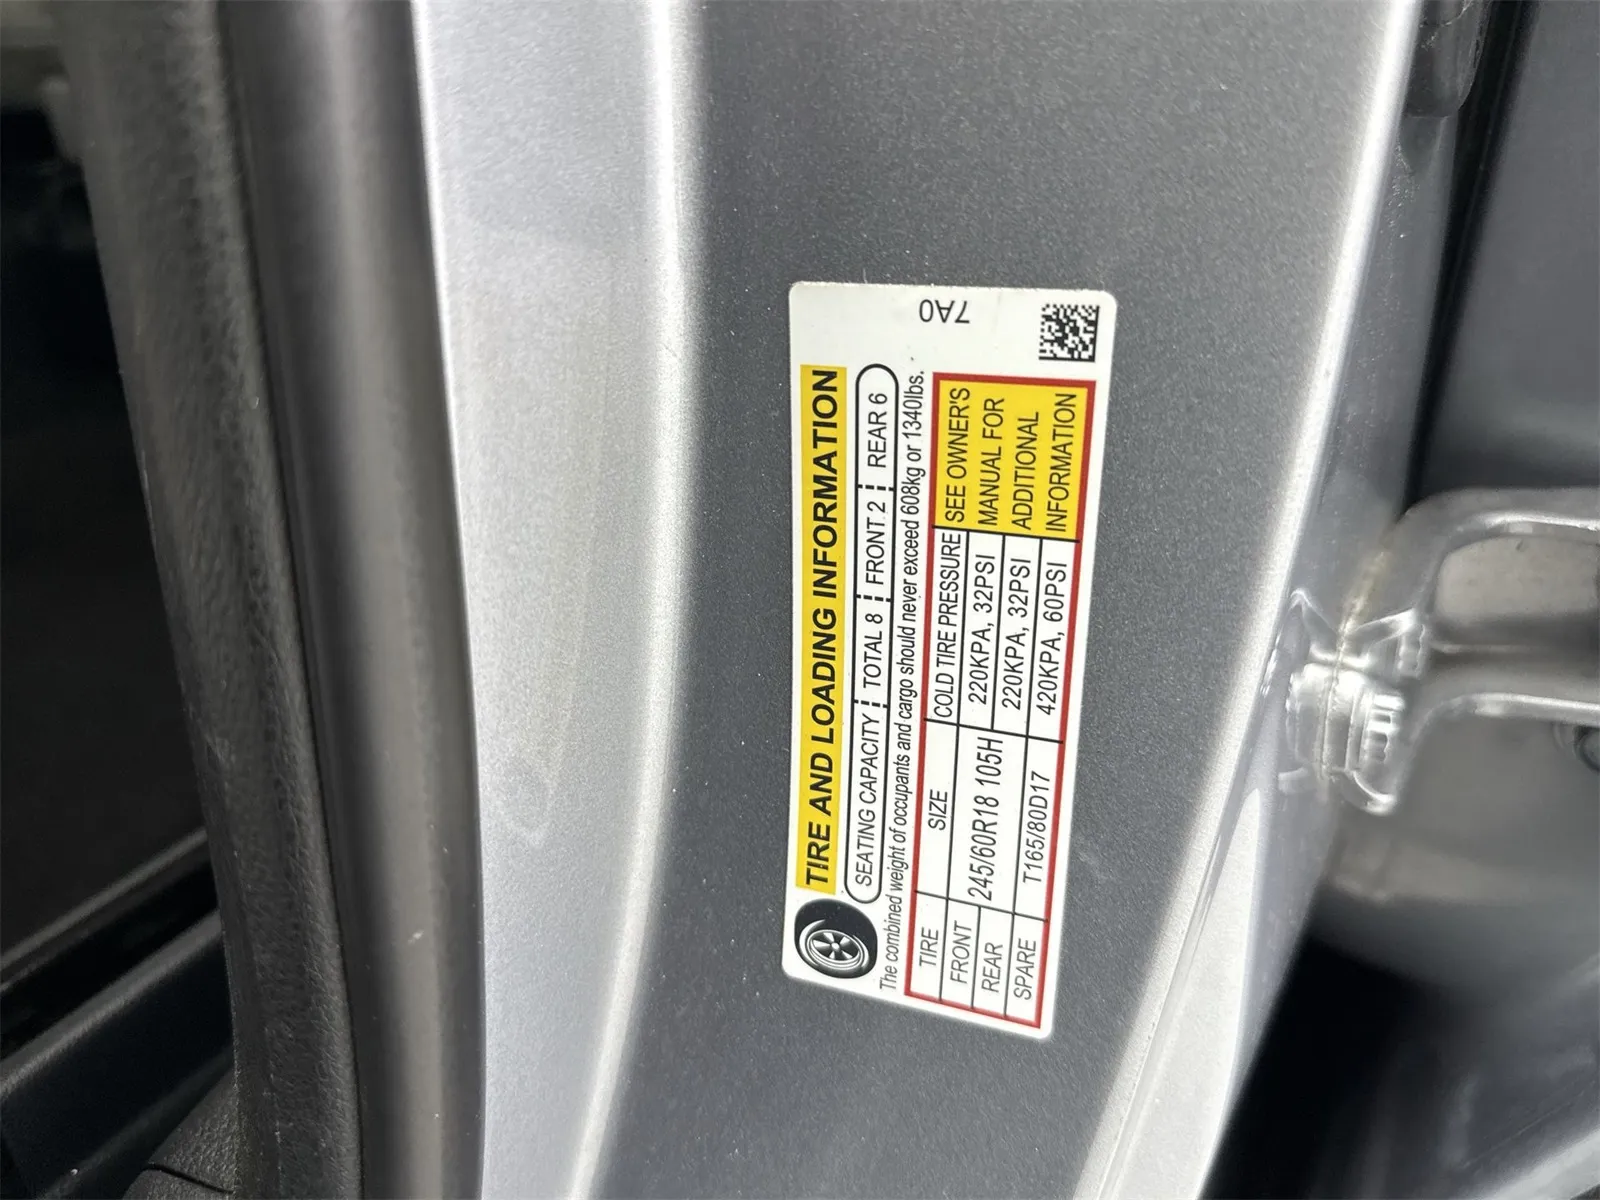 TIRE AND LOADING INFORMATION
SEATING CAPACITY TOTAL 8 FRONT 2 REAR 6
The combined weight of occupants and cargo should never exceed 608kg or 1340lbs.
TIRE SIZE COLD TIRE PRESSURE
FRONT 245/60R18 105H 220KPA, 32PSI
REAR 220KPA, 32PSI
SPARE T165/80D17 420KPA, 60PSI
SEE OWNER'S
MANUAL FOR
ADDITIONAL
INFORMATION
7A0